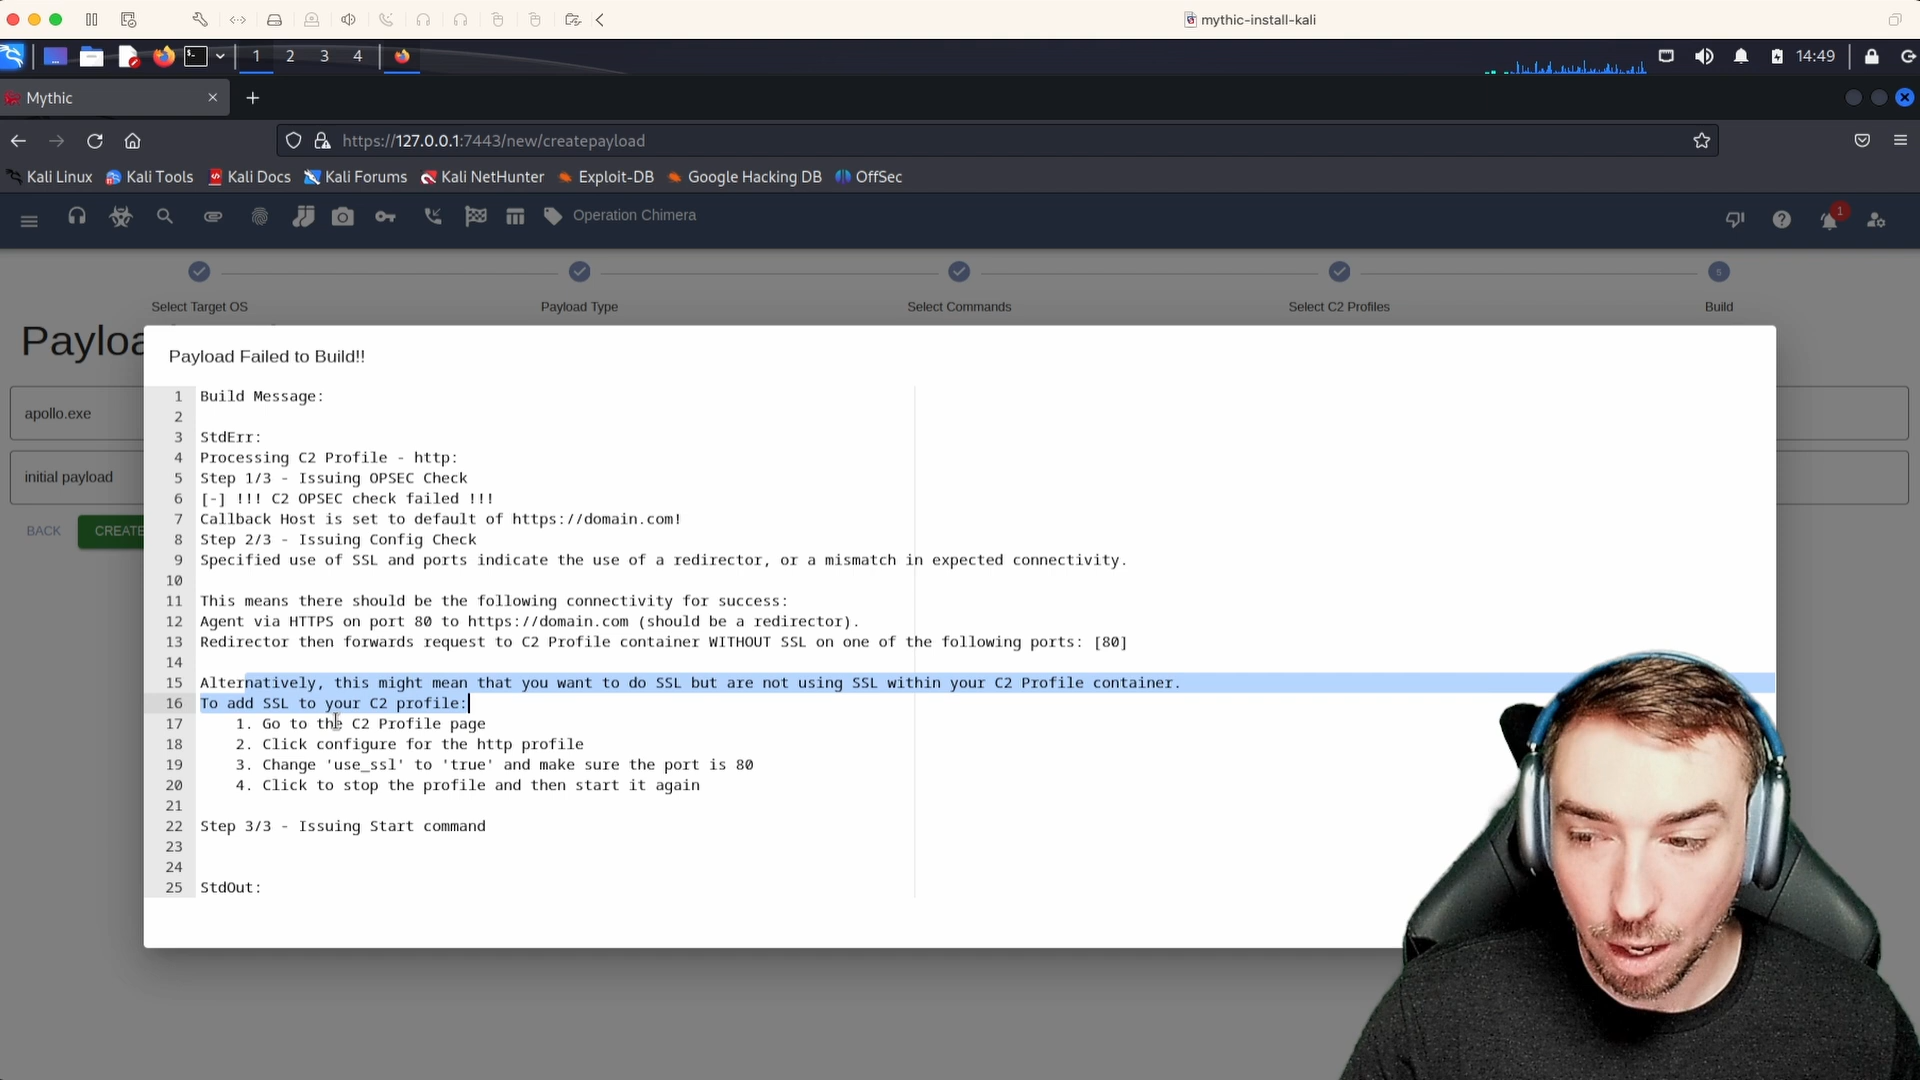 mythic-install-kali
1 2 3 4
14:49
Mythic
https://127.0.0.1:7443/new/createpayload
Kali Linux Kali Tools Kali Docs Kali Forums Kali NetHunter Exploit-DB Google Hacking DB OffSec
Operation Chimera
1
5
Select Target OS Payload Type Select Commands Select C2 Profiles Build
Payloa
apollo.exe
initial payload
BACK CREATE
Payload Failed to Build!!
1 Build Message:
2
3 StdErr:
4 Processing C2 Profile - http:
5 Step 1/3 - Issuing OPSEC Check
6 [-] !!! C2 OPSEC check failed !!!
7 Callback Host is set to default of https://domain.com!
8 Step 2/3 - Issuing Config Check
9 Specified use of SSL and ports indicate the use of a redirector, or a mismatch in expected connectivity.
10
11 This means there should be the following connectivity for success:
12 Agent via HTTPS on port 80 to https://domain.com (should be a redirector).
13 Redirector then forwards request to C2 Profile container WITHOUT SSL on one of the following ports: [80]
14
15 Alternatively, this might mean that you want to do SSL but are not using SSL within your C2 Profile container.
16 To add SSL to your C2 profile:
17 1. Go to the C2 Profile page
18 2. Click configure for the http profile
19 3. Change 'use_ssl' to 'true' and make sure the port is 80
20 4. Click to stop the profile and then start it again
21
22 Step 3/3 - Issuing Start command
23
24
25 StdOut: